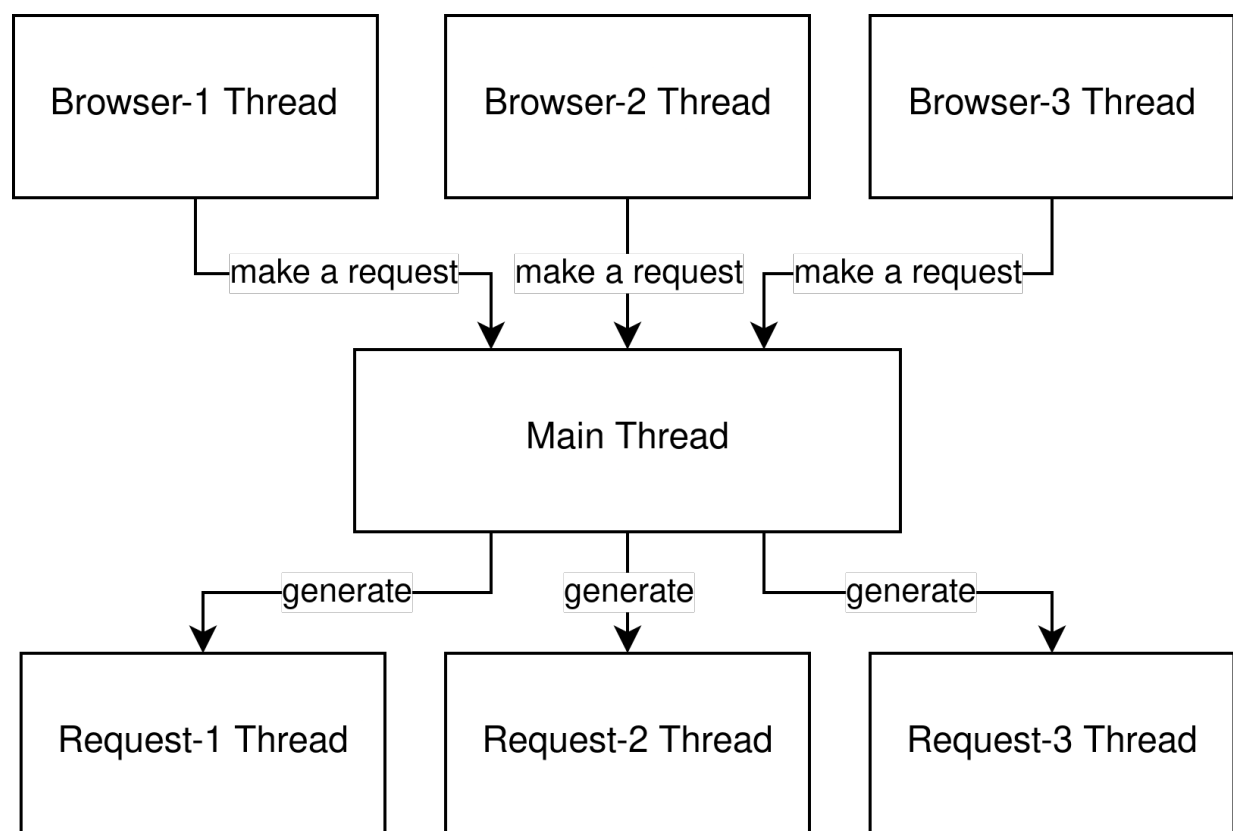 Browser-1 Thread
Browser-2 Thread
Browser-3 Thread
make a request
make a request
make a request
Main Thread
generate
generate
generate
Request-1 Thread
Request-2 Thread
Request-3 Thread